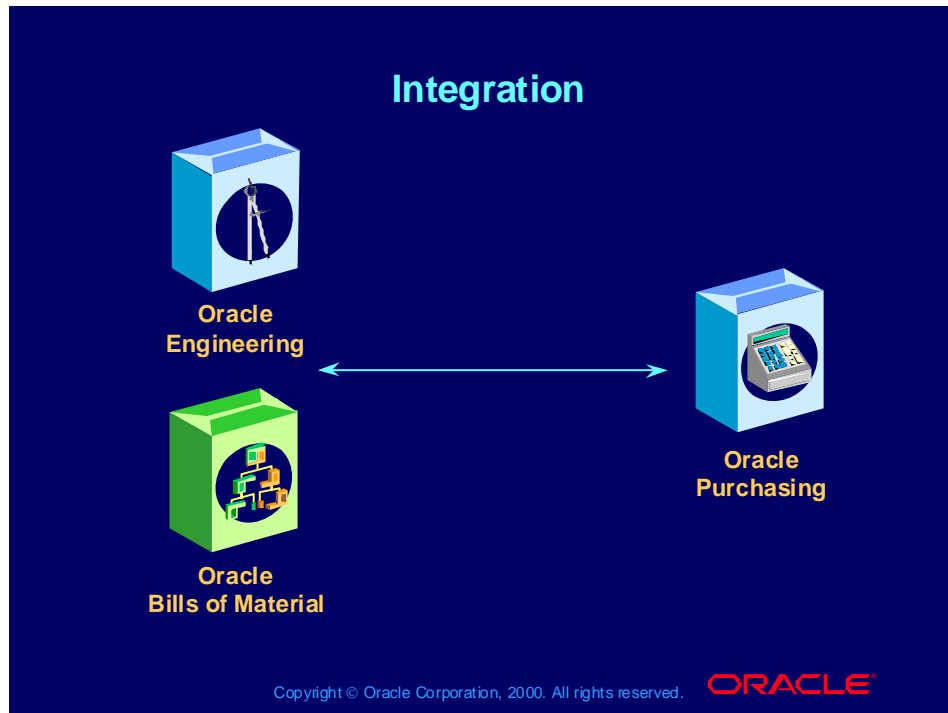 Integration
Oracle
Engineering
Oracle
Purchasing
Oracle
Bills of Material
Copyright © Oracle Corporation, 2000. All rights reserved.
ORACLE®